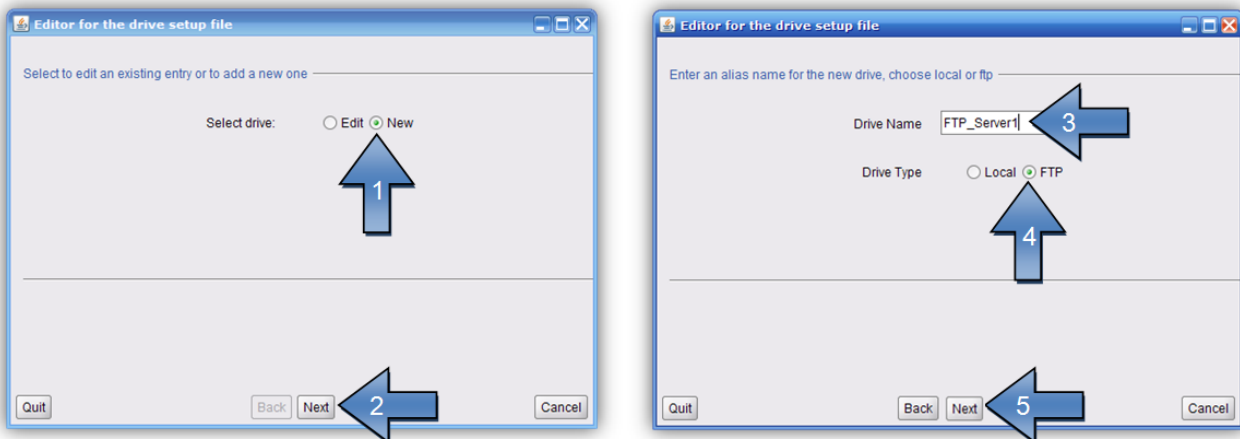 Editor for the drive setup file
Select to edit an existing entry or to add a new one
Select drive: Edit New
1
Quit Back Next 2 Cancel
Editor for the drive setup file
Enter an alias name for the new drive, choose local or ftp
Drive Name FTP_Server1 3
Drive Type Local FTP
4
Quit Back Next 5 Cancel